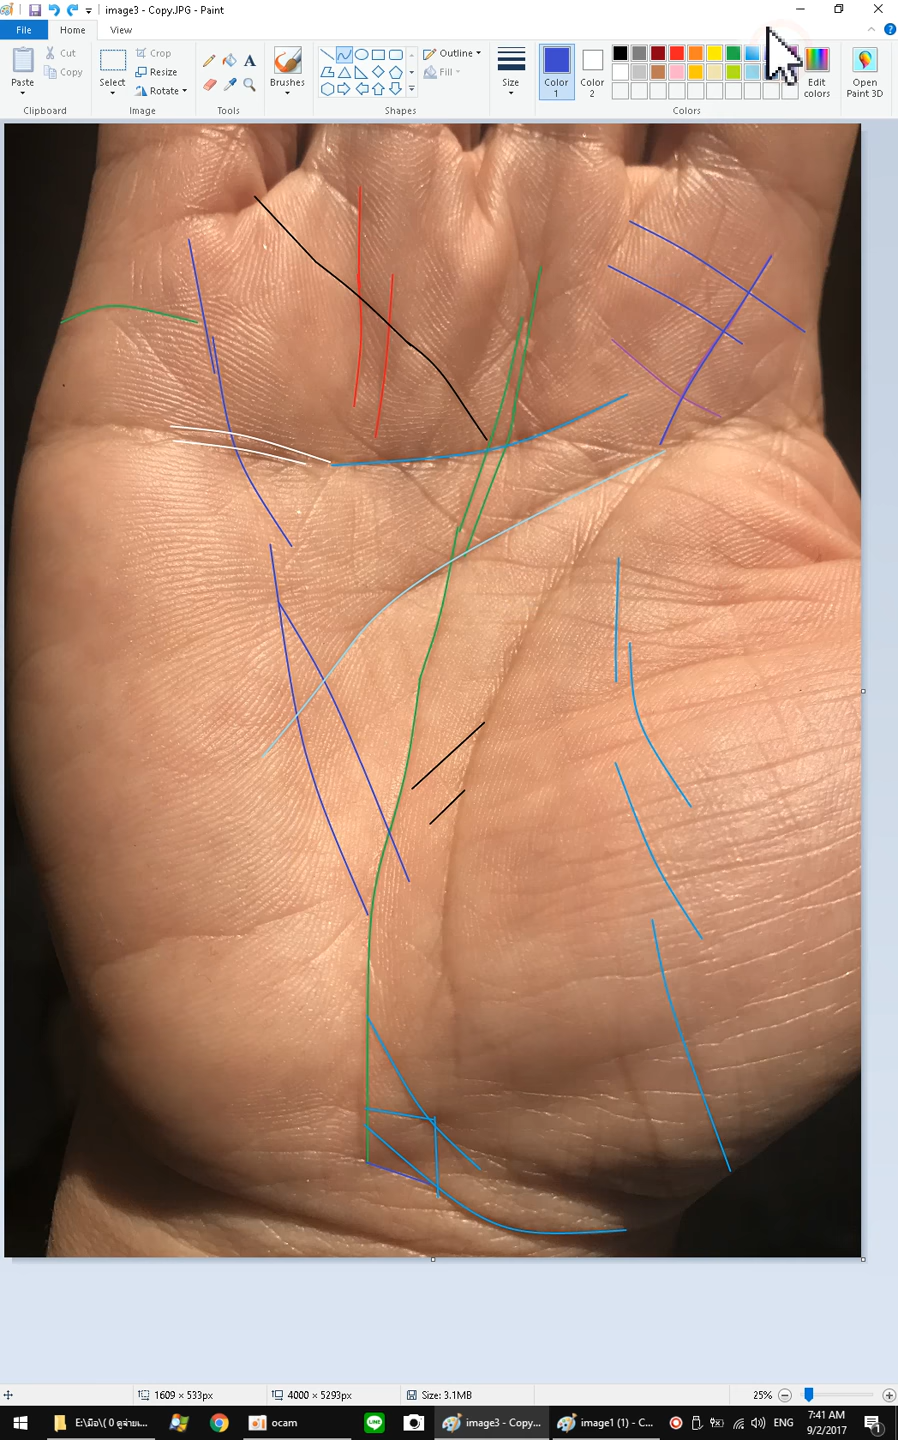 image3 - Copy.JPG - Paint
File Home View
Paste
Cut
Copy
Clipboard
Select
Crop
Resize
Rotate
Image
Tools
Brushes
Shapes
Outline
Fill
Size
Color 1
Color 2
Colors
Edit colors
Open Paint 3D
1609 × 533px
4000 × 5293px
Size: 3.1MB
25%
ocam
image3 - Copy...
image1 (1) - C...
ENG
7:41 AM
9/2/2017